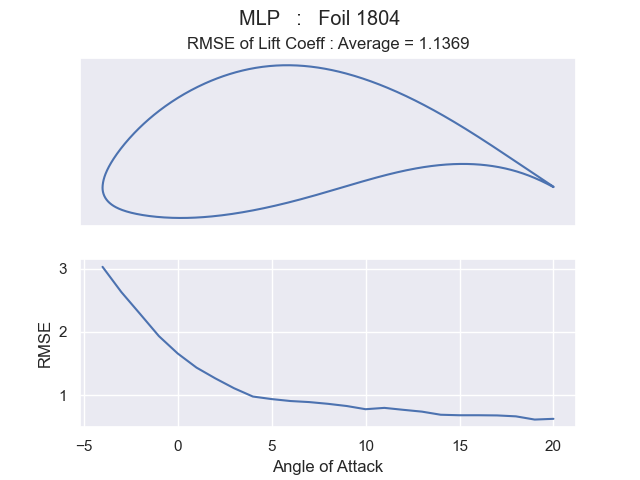 MLP : Foil 1804
RMSE of Lift Coeff : Average = 1.1369
3
2
1
RMSE
−5 0 5 10 15 20
Angle of Attack